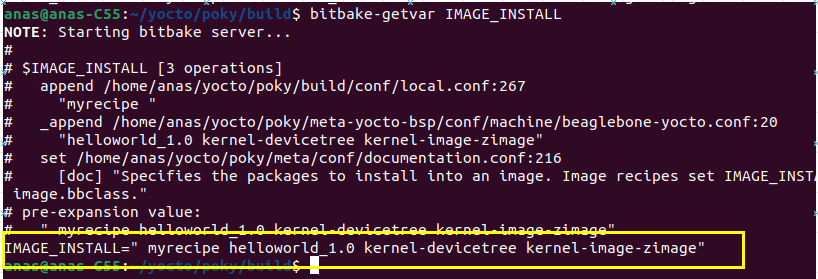 anas@anas-C55:~/yocto/poky/build$ bitbake-getvar IMAGE_INSTALL
NOTE: Starting bitbake server...
#
# $IMAGE_INSTALL [3 operations]
#   append /home/anas/yocto/poky/build/conf/local.conf:267
#     "myrecipe "
#   _append /home/anas/yocto/poky/meta-yocto-bsp/conf/machine/beaglebone-yocto.conf:20
#     "helloworld_1.0 kernel-devicetree kernel-image-zimage"
#   set /home/anas/yocto/poky/meta/conf/documentation.conf:216
#     [doc] "Specifies the packages to install into an image. Image recipes set IMAGE_INSTA
image.bbclass."
# pre-expansion value:
#   " myrecipe helloworld_1.0 kernel-devicetree kernel-image-zimage"
IMAGE_INSTALL=" myrecipe helloworld_1.0 kernel-devicetree kernel-image-zimage"
anas@anas-C55:~/yocto/poky/build$